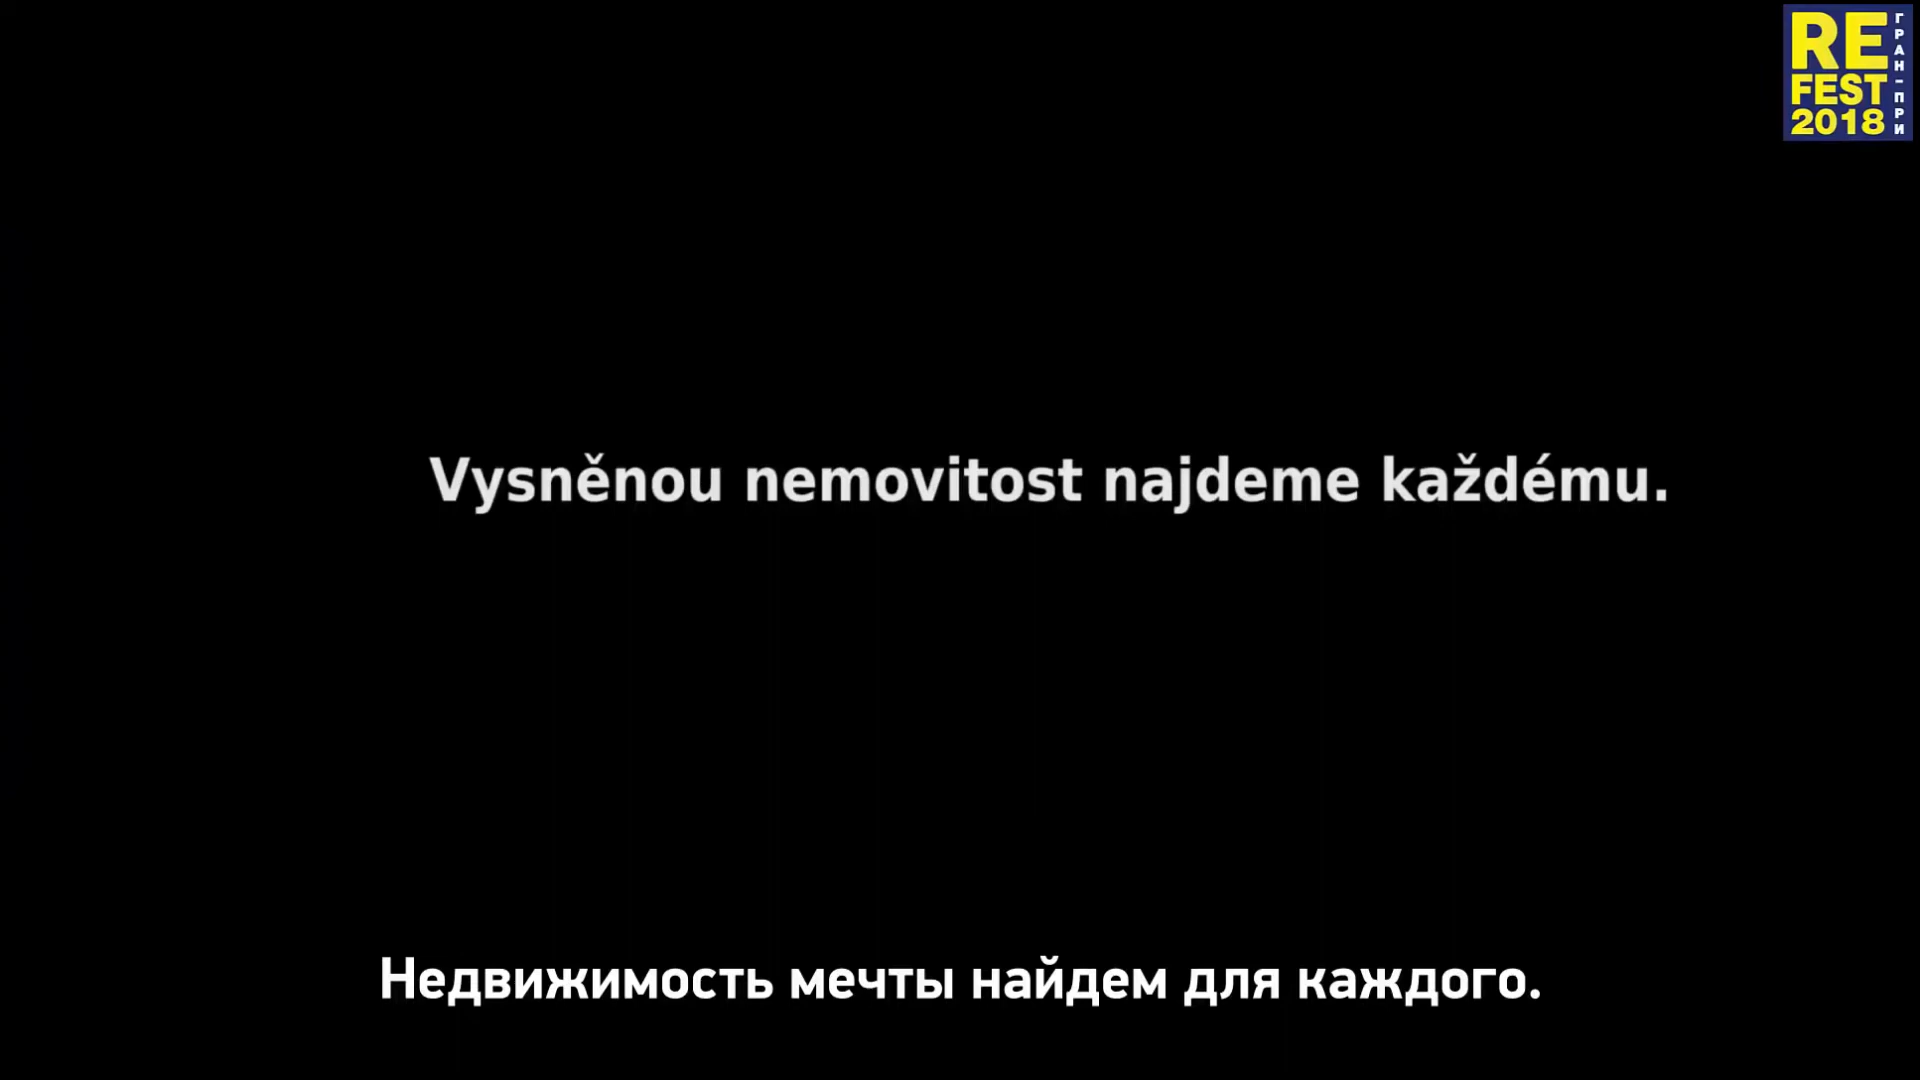 RE
FEST
2018
ГРАН-ПРИ
Vysněnou nemovitost najdeme každému.
Недвижимость мечты найдем для каждого.